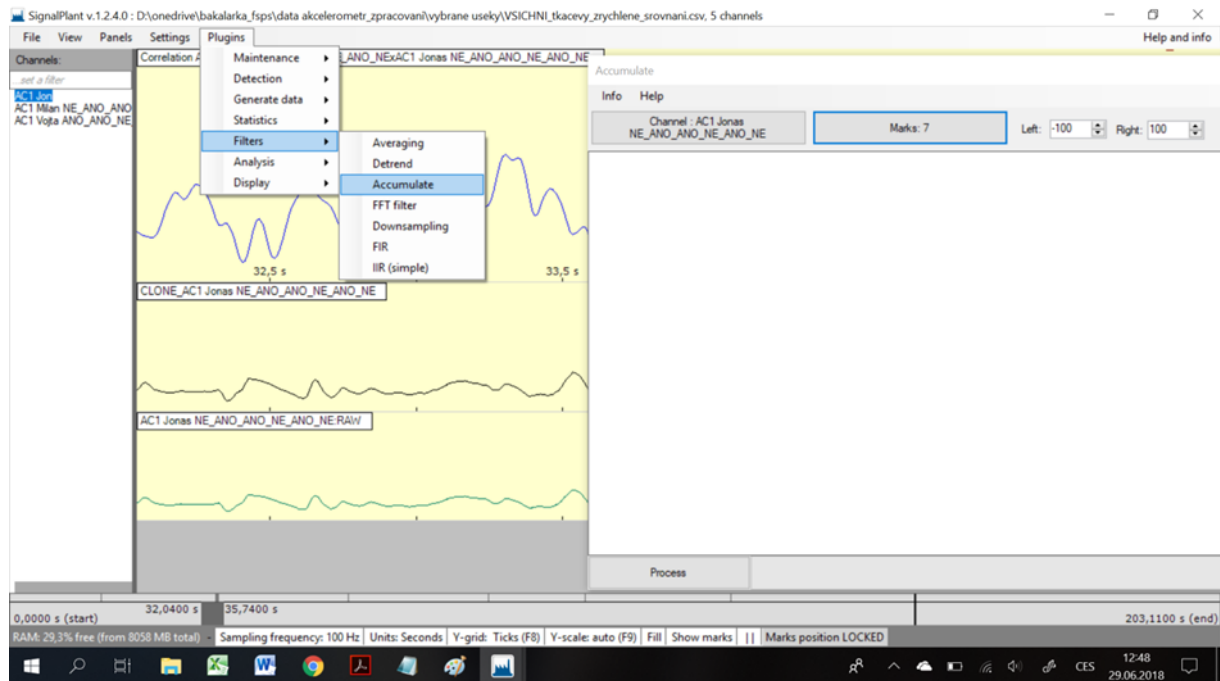 SignalPlant v.1.2.4.0 : D:\onedrive\bakalarka_fsps\data akcelerometr_zpracovani\vybrane useky\VSICHNI_tkacevy_zrychlene_srovnani.csv, 5 channels
File View Panels Settings Plugins Help and info
Channels:
...set a filter
AC1 Jon
AC1 Milan NE_ANO_ANO
AC1 Vojta ANO_ANO_NE
Maintenance
Detection
Generate data
Statistics
Filters
Analysis
Display
Averaging
Detrend
Accumulate
FFT filter
Downsampling
FIR
IIR (simple)
Correlation A
_ANO_NExAC1 Jonas NE_ANO_ANO_NE_ANO_NE
32,5 s 33,5 s
CLONE_AC1 Jonas NE_ANO_ANO_NE_ANO_NE
AC1 Jonas NE_ANO_ANO_NE_ANO_NE:RAW
Accumulate
Info Help
Channel : AC1 Jonas
NE_ANO_ANO_NE_ANO_NE
Marks: 7
Left: -100 Right: 100
Process
0,0000 s (start) 32,0400 s 35,7400 s 203,1100 s (end)
RAM: 29,3% free (from 8058 MB total) - Sampling frequency: 100 Hz Units: Seconds Y-grid: Ticks (F8) Y-scale: auto (F9) Fill Show marks || Marks position LOCKED
CES
12:48
29.06.2018